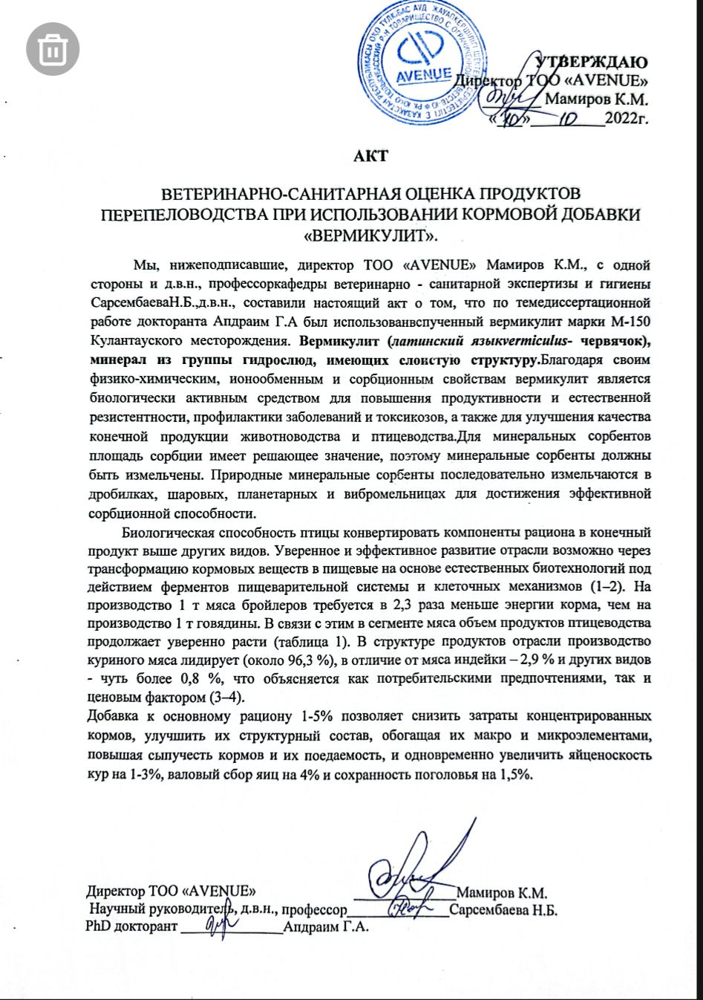 AVENUE
УТВЕРЖДАЮ
Директор ТОО «AVENUE»
Мамиров К.М.
«10» 10 2022г.
АКТ
ВЕТЕРИНАРНО-САНИТАРНАЯ ОЦЕНКА ПРОДУКТОВ
ПЕРЕПЕЛОВОДСТВА ПРИ ИСПОЛЬЗОВАНИИ КОРМОВОЙ ДОБАВКИ
«ВЕРМИКУЛИТ».
Мы, нижеподписавшие, директор ТОО «AVENUE» Мамиров К.М., с одной
стороны и д.в.н., профессоркафедры ветеринарно - санитарной экспертизы и гигиены
СарсембаеваН.Б.,д.в.н., составили настоящий акт о том, что по темедиссертационной
работе докторанта Апдраим Г.А был использованвспученный вермикулит марки М-150
Кулантауского месторождения. Вермикулит (латинский языкvermiculus- червячок),
минерал из группы гидрослюд, имеющих слоистую структуру.Благодаря своим
физико-химическим, ионообменным и сорбционным свойствам вермикулит является
биологически активным средством для повышения продуктивности и естественной
резистентности, профилактики заболеваний и токсикозов, а также для улучшения качества
конечной продукции животноводства и птицеводства.Для минеральных сорбентов
площадь сорбции имеет решающее значение, поэтому минеральные сорбенты должны
быть измельчены. Природные минеральные сорбенты последовательно измельчаются в
дробилках, шаровых, планетарных и вибромельницах для достижения эффективной
сорбционной способности.
Биологическая способность птицы конвертировать компоненты рациона в конечный
продукт выше других видов. Уверенное и эффективное развитие отрасли возможно через
трансформацию кормовых веществ в пищевые на основе естественных биотехнологий под
действием ферментов пищеварительной системы и клеточных механизмов (1–2). На
производство 1 т мяса бройлеров требуется в 2,3 раза меньше энергии корма, чем на
производство 1 т говядины. В связи с этим в сегменте мяса объем продуктов птицеводства
продолжает уверенно расти (таблица 1). В структуре продуктов отрасли производство
куриного мяса лидирует (около 96,3 %), в отличие от мяса индейки – 2,9 % и других видов
- чуть более 0,8 %, что объясняется как потребительскими предпочтениями, так и
ценовым фактором (3–4).
Добавка к основному рациону 1-5% позволяет снизить затраты концентрированных
кормов, улучшить их структурный состав, обогащая их макро и микроэлементами,
повышая сыпучесть кормов и их поедаемость, и одновременно увеличить яйценоскость
кур на 1-3%, валовый сбор яиц на 4% и сохранность поголовья на 1,5%.
Директор ТОО «AVENUE» Мамиров К.М.
Научный руководитель, д.в.н., профессор Сарсембаева Н.Б.
PhD докторант Апдраим Г.А.